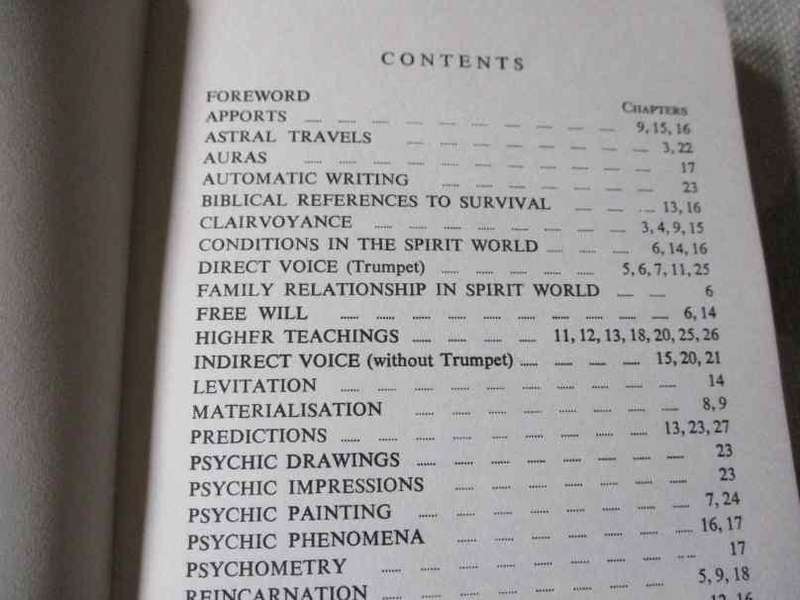 CONTENTS
CHAPTERS
FOREWORD
APPORTS ...... 9, 15, 16
ASTRAL TRAVELS ...... 3, 22
AURAS ...... 17
AUTOMATIC WRITING ...... 23
BIBLICAL REFERENCES TO SURVIVAL ...... 13, 16
CLAIRVOYANCE ...... 3, 4, 9, 15
CONDITIONS IN THE SPIRIT WORLD ...... 6, 14, 16
DIRECT VOICE (Trumpet) ...... 5, 6, 7, 11, 25
FAMILY RELATIONSHIP IN SPIRIT WORLD ...... 6
FREE WILL ...... 6, 14
HIGHER TEACHINGS ...... 11, 12, 13, 18, 20, 25, 26
INDIRECT VOICE (without Trumpet) ...... 15, 20, 21
LEVITATION ...... 14
MATERIALISATION ...... 8, 9
PREDICTIONS ...... 13, 23, 27
PSYCHIC DRAWINGS ...... 23
PSYCHIC IMPRESSIONS ...... 23
PSYCHIC PAINTING ...... 7, 24
PSYCHIC PHENOMENA ...... 16, 17
PSYCHOMETRY ...... 17
REINCARNATION ...... 5, 9, 18